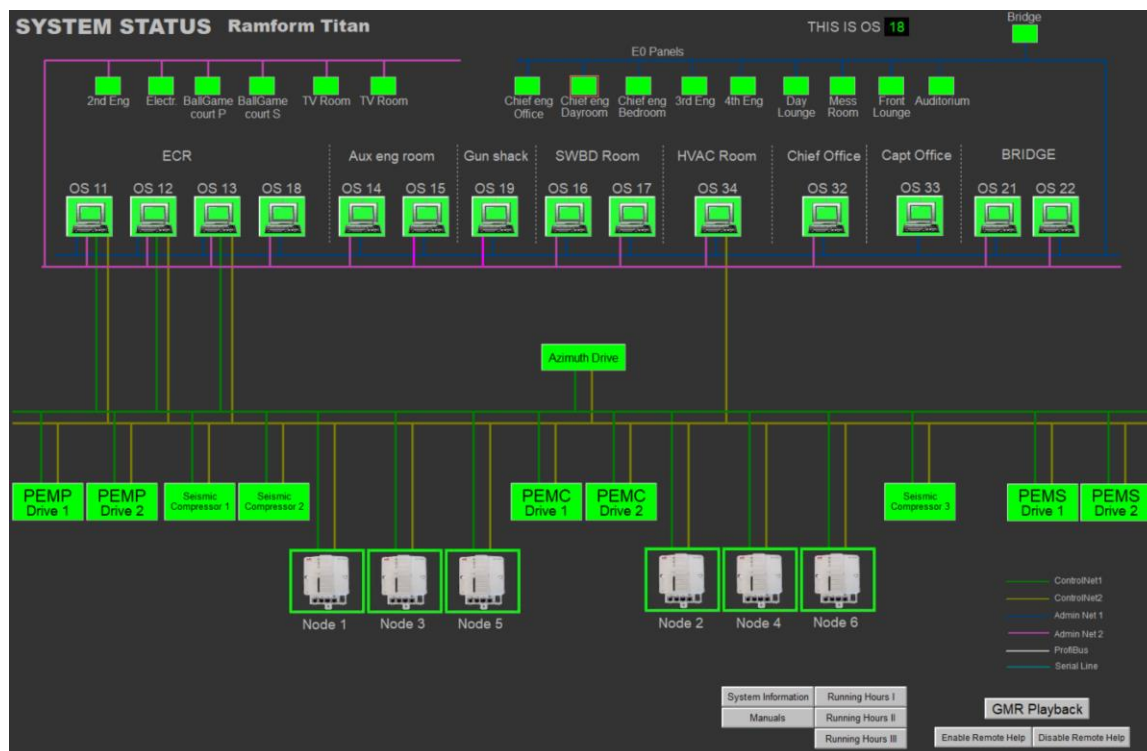 SYSTEM STATUS Ramform Titan
THIS IS OS 18
Bridge
E0 Panels
2nd Eng
Electr.
BallGame
court P
BallGame
court S
TV Room
TV Room
Chief eng
Office
Chief eng
Dayroom
Chief eng
Bedroom
3rd Eng
4th Eng
Day
Lounge
Mess
Room
Front
Lounge
Auditorium
ECR
Aux eng room
Gun shack
SWBD Room
HVAC Room
Chief Office
Capt Office
BRIDGE
OS 11
OS 12
OS 13
OS 18
OS 14
OS 15
OS 19
OS 16
OS 17
OS 34
OS 32
OS 33
OS 21
OS 22
Azimuth Drive
PEMP
Drive 1
PEMP
Drive 2
Seismic
Compressor 1
Seismic
Compressor 2
PEMC
Drive 1
PEMC
Drive 2
Seismic
Compressor 3
PEMS
Drive 1
PEMS
Drive 2
Node 1
Node 3
Node 5
Node 2
Node 4
Node 6
ControlNet1
ControlNet2
Admin Net 1
Admin Net 2
ProfiBus
Serial Line
System Information
Running Hours I
Manuals
Running Hours II
Running Hours III
GMR Playback
Enable Remote Help
Disable Remote Help